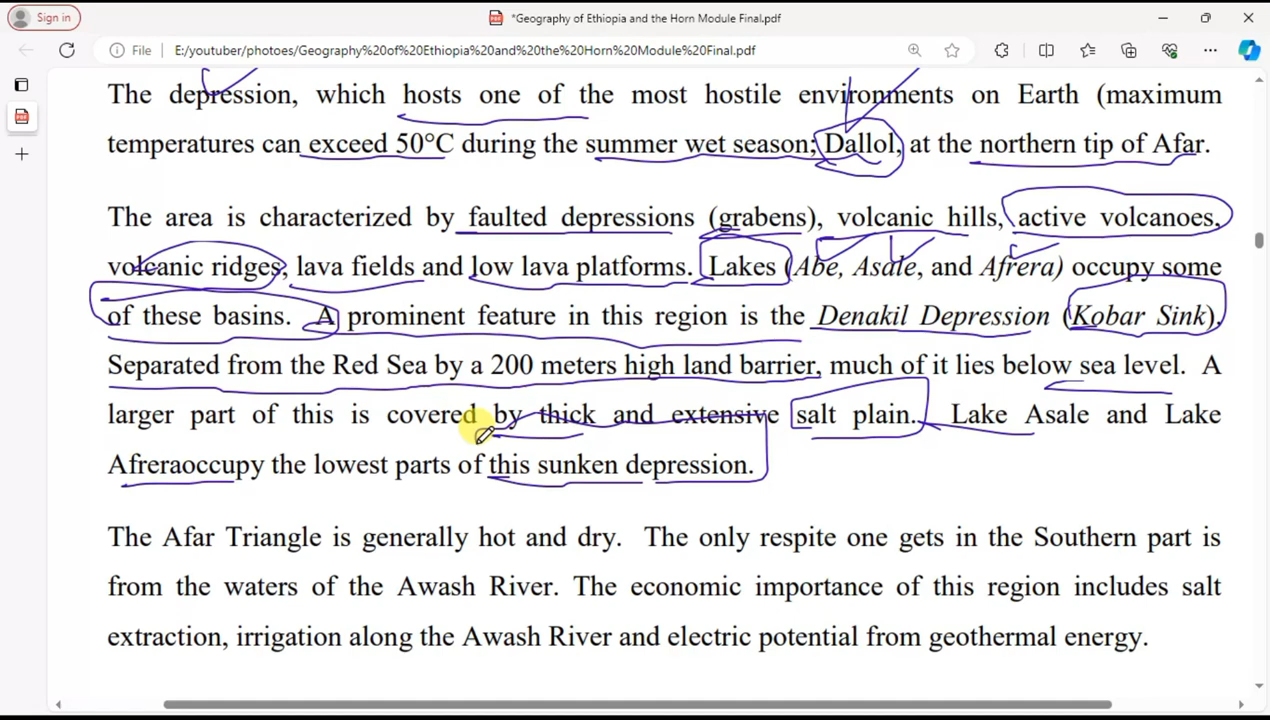 Sign in
*Geography of Ethiopia and the Horn Module Final.pdf
File
E:/youtuber/photoes/Geography%20of%20Ethiopia%20and%20the%20Horn%20Module%20Final.pdf
The depression, which hosts one of the most hostile environments on Earth (maximum
temperatures can exceed 50°C during the summer wet season; Dallol, at the northern tip of Afar.
The area is characterized by faulted depressions (grabens), volcanic hills, active volcanoes,
volcanic ridges, lava fields and low lava platforms. Lakes (Abe, Asale, and Afrera) occupy some
of these basins. A prominent feature in this region is the Denakil Depression (Kobar Sink).
Separated from the Red Sea by a 200 meters high land barrier, much of it lies below sea level. A
larger part of this is covered by thick and extensive salt plain. Lake Asale and Lake
Afreraoccupy the lowest parts of this sunken depression.
The Afar Triangle is generally hot and dry. The only respite one gets in the Southern part is
from the waters of the Awash River. The economic importance of this region includes salt
extraction, irrigation along the Awash River and electric potential from geothermal energy.